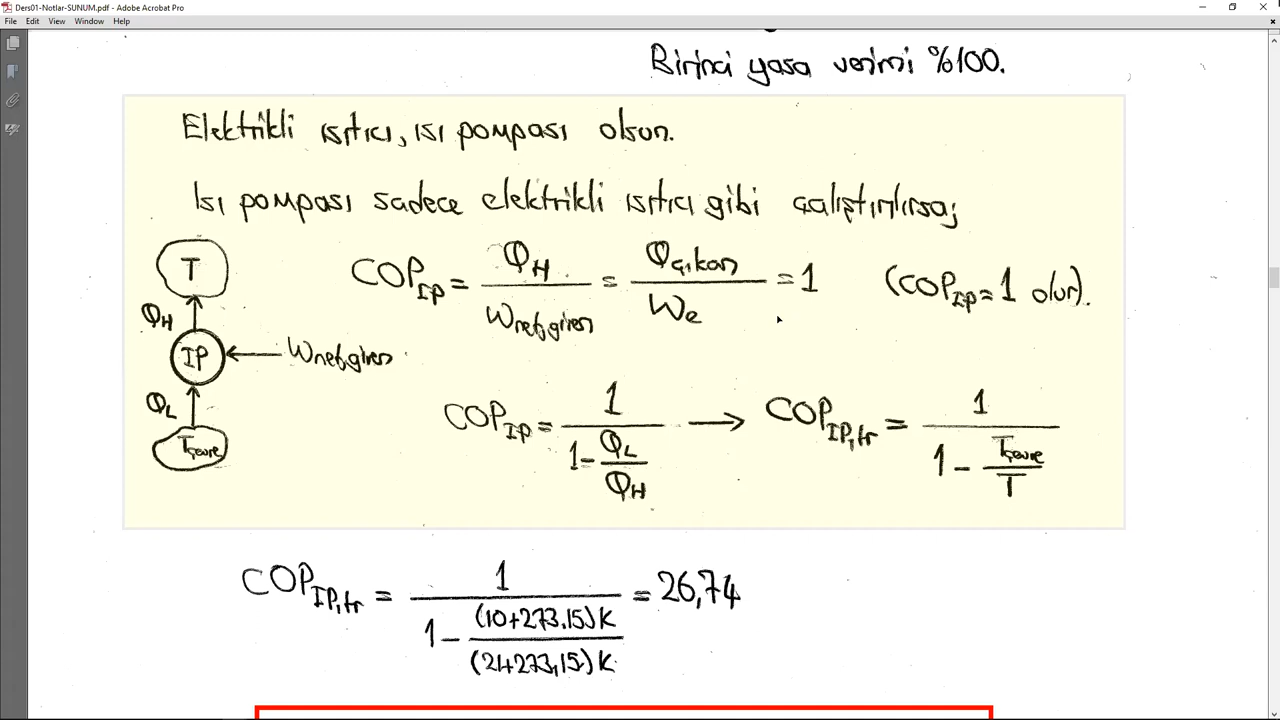 Ders01-Notlar-SUNUM.pdf - Adobe Acrobat Pro
File Edit View Window Help
Birinci yasa verimi %100.
Elektrikli ısıtıcı, ısı pompası olsun.
Isı pompası sadece elektrikli ısıtıcı gibi çalıştırılırsa;
T
COP_IP = Q_H / W_net,giren = Q_çıkan / W_e = 1 (COP_IP = 1 olur).
Q_H
IP
W_net,giren
Q_L
T_çevre
COP_IP = 1 / (1 - Q_L / Q_H) → COP_IP,tr = 1 / (1 - T_çevre / T)
COP_IP,tr = 1 / (1 - (10+273,15)K / (21+273,15)K) = 26,74